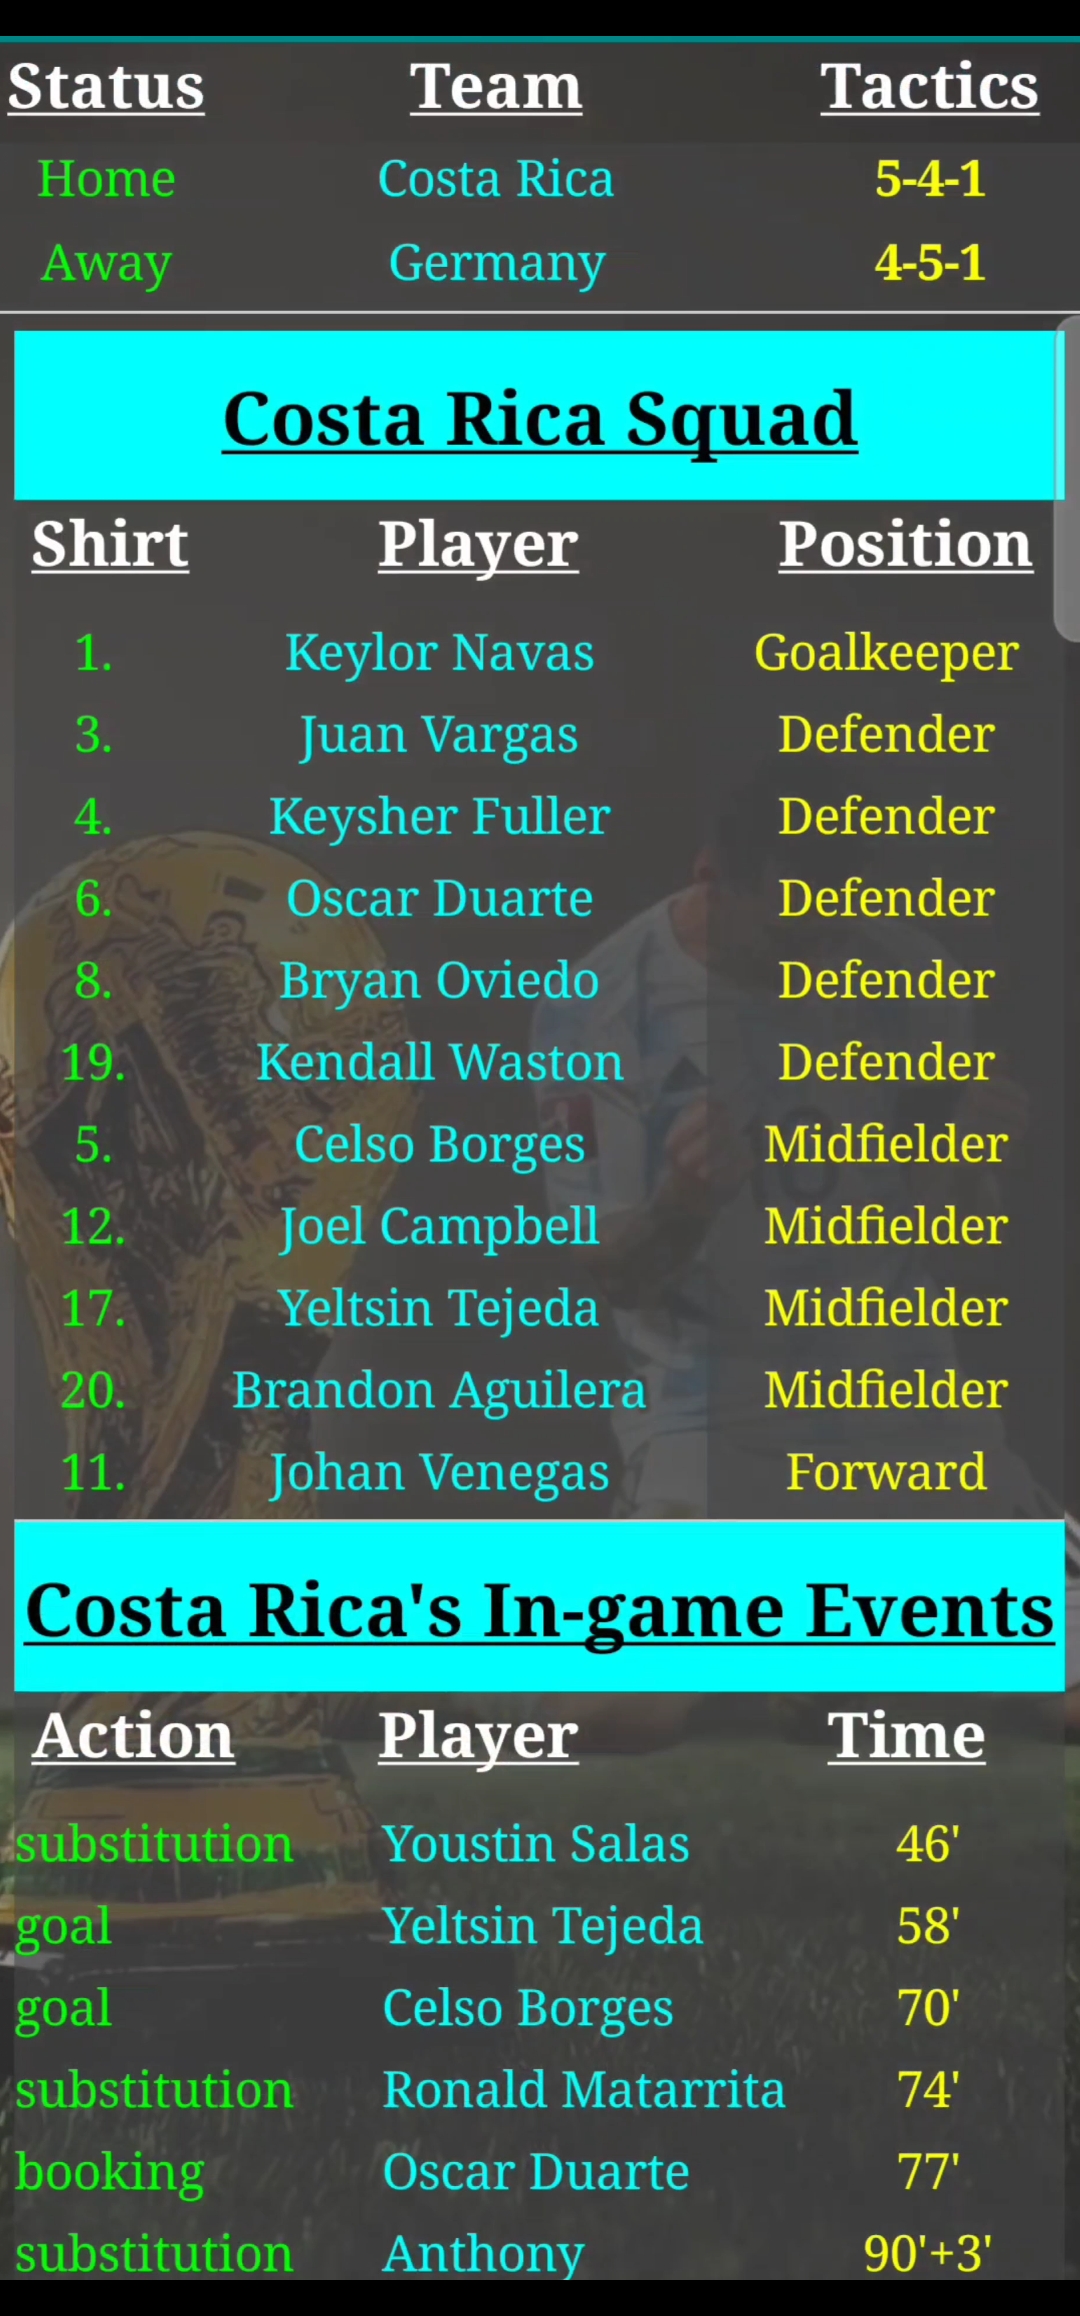 Status Team Tactics
Home Costa Rica 5-4-1
Away Germany 4-5-1
Costa Rica Squad
Shirt Player Position
1. Keylor Navas Goalkeeper
3. Juan Vargas Defender
4. Keysher Fuller Defender
6. Oscar Duarte Defender
8. Bryan Oviedo Defender
19. Kendall Waston Defender
5. Celso Borges Midfielder
12. Joel Campbell Midfielder
17. Yeltsin Tejeda Midfielder
20. Brandon Aguilera Midfielder
11. Johan Venegas Forward
Costa Rica's In-game Events
Action Player Time
substitution Youstin Salas 46'
goal Yeltsin Tejeda 58'
goal Celso Borges 70'
substitution Ronald Matarrita 74'
booking Oscar Duarte 77'
substitution Anthony 90'+3'